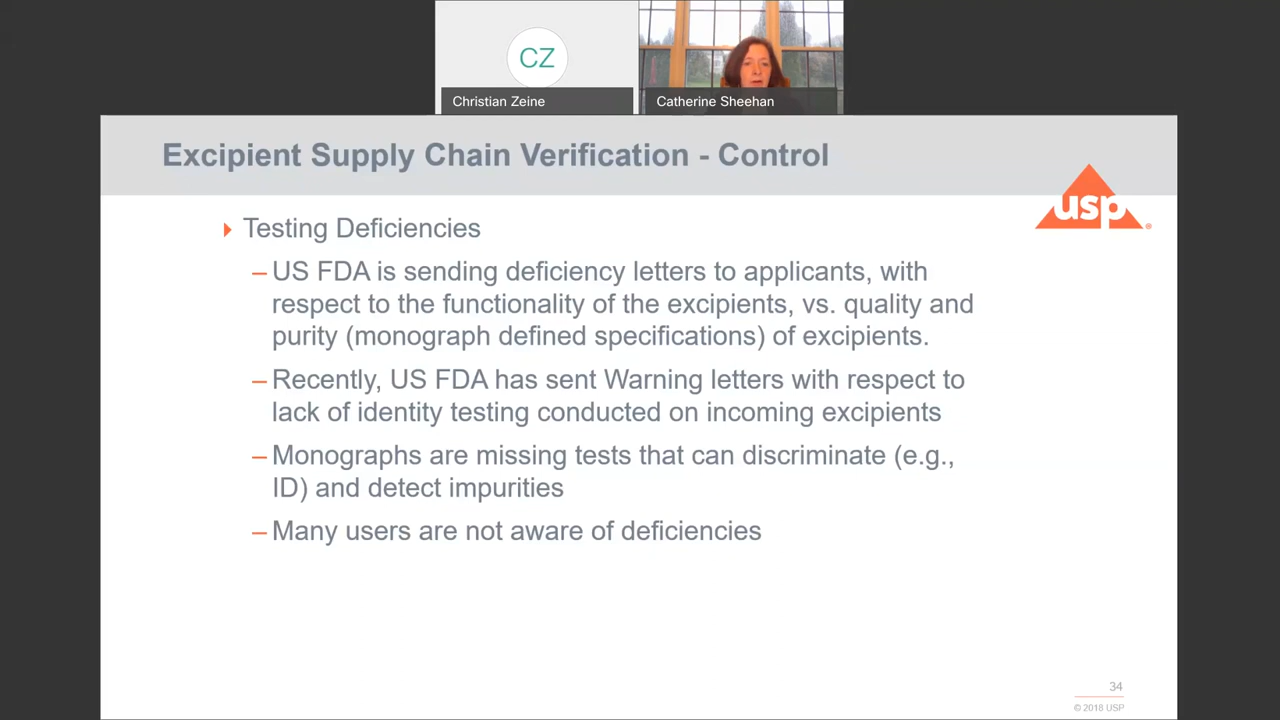 CZ
Christian Zeine
Catherine Sheehan
Excipient Supply Chain Verification - Control
usp®
Testing Deficiencies
– US FDA is sending deficiency letters to applicants, with
respect to the functionality of the excipients, vs. quality and
purity (monograph defined specifications) of excipients.
– Recently, US FDA has sent Warning letters with respect to
lack of identity testing conducted on incoming excipients
– Monographs are missing tests that can discriminate (e.g.,
ID) and detect impurities
– Many users are not aware of deficiencies
34
© 2018 USP